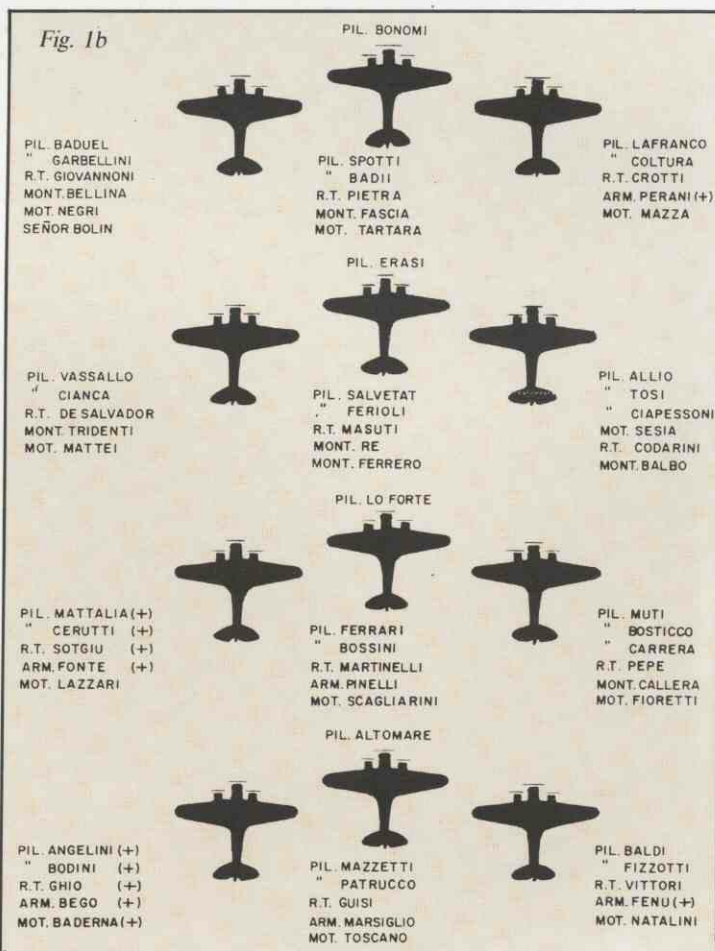 Fig. 1b
PIL. BONOMI
PIL. BADUEL
" GARBELLINI
R.T. GIOVANNONI
MONT. BELLINA
MOT. NEGRI
SEÑOR BOLIN
PIL. SPOTTI
" BADII
R.T. PIETRA
MONT. FASCIA
MOT. TARTARA
PIL. LAFRANCO
" COLTURA
R.T. CROTTI
ARM. PERANI (+)
MOT. MAZZA
PIL. ERASI
PIL. VASSALLO
" CIANCA
R.T. DE SALVADOR
MONT. TRIDENTI
MOT. MATTEI
PIL. SALVETAT
" FERIOLI
R.T. MASUTI
MONT. RE
MONT. FERRERO
PIL. ALLIO
" TOSI
" CIAPESSONI
MOT. SESIA
R.T. CODARINI
MONT. BALBO
PIL. LO FORTE
PIL. MATTALIA (+)
" CERUTTI (+)
R.T. SOTGIU (+)
ARM. FONTE (+)
MOT. LAZZARI
PIL. FERRARI
" BOSSINI
R.T. MARTINELLI
ARM. PINELLI
MOT. SCAGLIARINI
PIL. MUTI
" BOSTICCO
" CARRERA
R.T. PEPE
MONT. CALLERA
MOT. FIORETTI
PIL. ALTOMARE
PIL. ANGELINI (+)
" BODINI (+)
R.T. GHIO (+)
ARM. BEGO (+)
MOT. BADERNA (+)
PIL. MAZZETTI
" PATRUCCO
R.T. GUISI
ARM. MARSIGLIO
MOT. TOSCANO
PIL. BALDI
" FIZZOTTI
R.T. VITTORI
ARM. FENU (+)
MOT. NATALINI